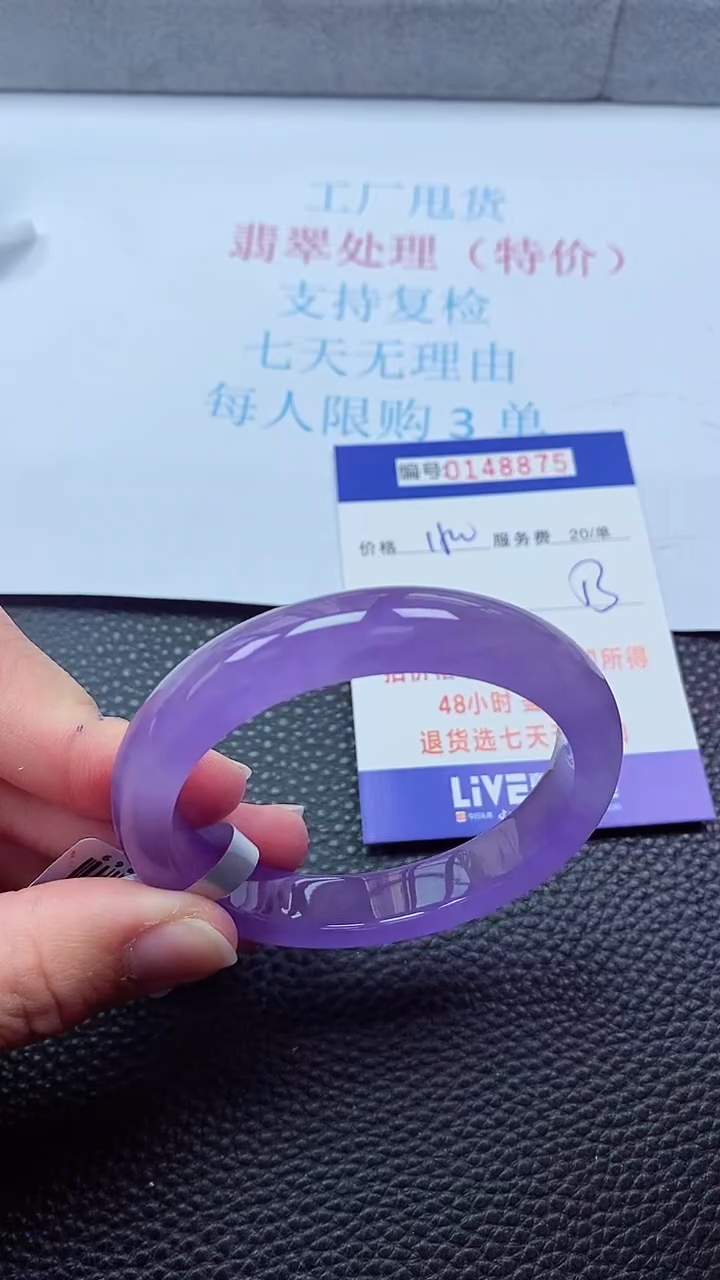 工厂甩货
翡翠处理（特价）
支持复检
七天无理由
每人限购 3 单
编号0148875
价格 服务费 20/单
B
所得
48小时
退货选七天
LiVE